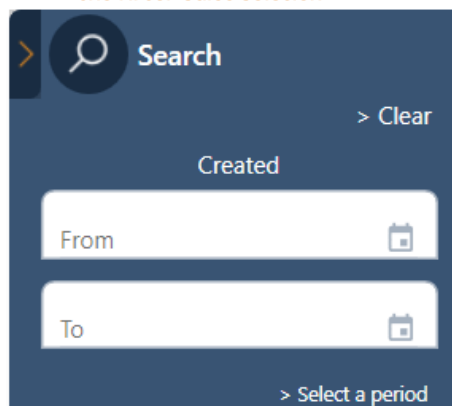 Search
> Clear
Created
From
To
> Select a period